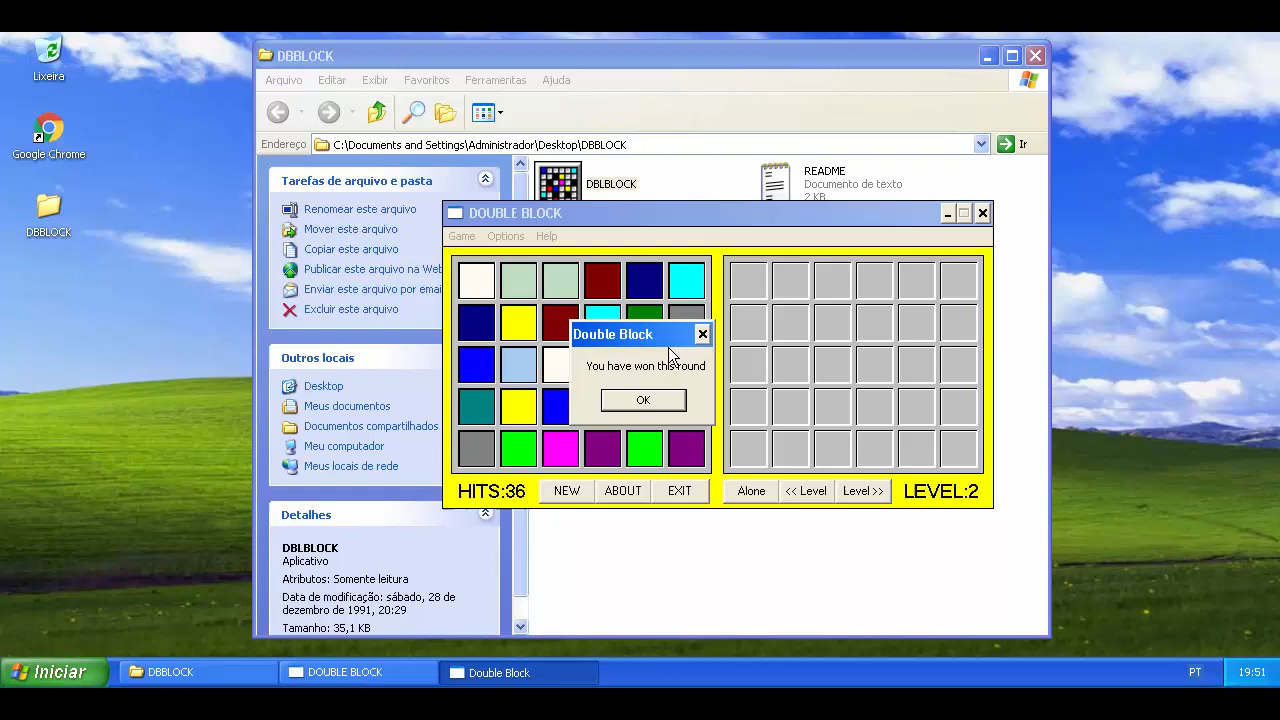 Lixeira
Google Chrome
DBBLOCK
DBBLOCK
Arquivo Editar Exibir Favoritos Ferramentas Ajuda
Endereço C:\Documents and Settings\Administrador\Desktop\DBBLOCK Ir
Tarefas de arquivo e pasta
Renomear este arquivo
Mover este arquivo
Copiar este arquivo
Publicar este arquivo na Web
Enviar este arquivo por email
Excluir este arquivo
Outros locais
Desktop
Meus documentos
Documentos compartilhados
Meu computador
Meus locais de rede
Detalhes
DBLBLOCK
Aplicativo
Atributos: Somente leitura
Data de modificação: sábado, 28 de
dezembro de 1991, 20:29
Tamanho: 35,1 KB
DBLBLOCK
README
Documento de texto
2 KB
DOUBLE BLOCK
Game Options Help
Double Block
You have won this round
OK
HITS:36 NEW ABOUT EXIT Alone << Level Level >> LEVEL:2
Iniciar DBBLOCK DOUBLE BLOCK Double Block PT 19:51